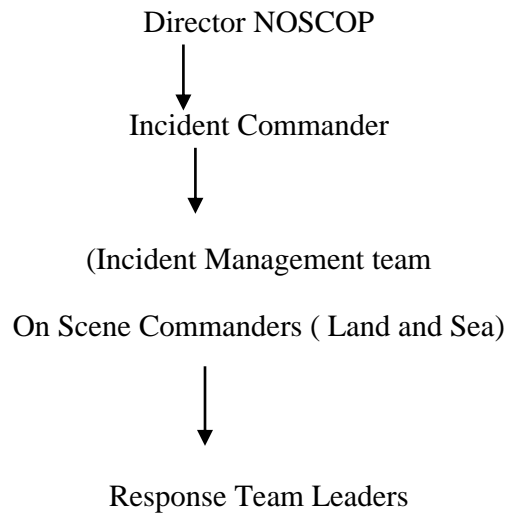 Director NOSCOP
Incident Commander
(Incident Management team
On Scene Commanders ( Land and Sea)
Response Team Leaders